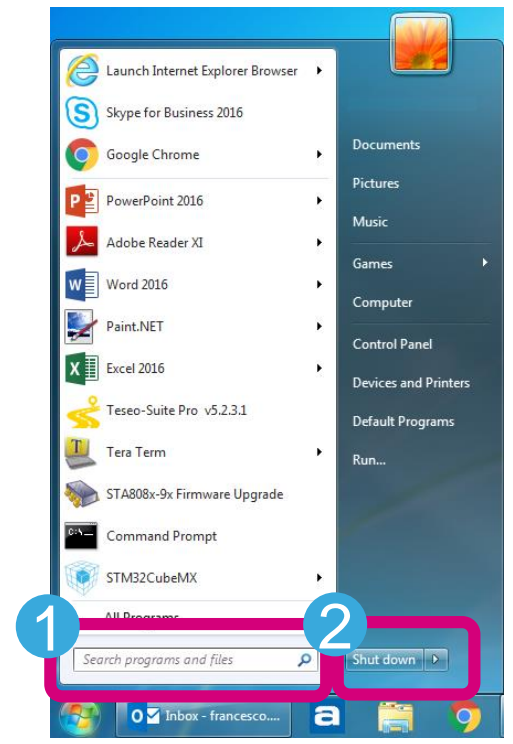 Launch Internet Explorer Browser
Skype for Business 2016
Google Chrome
PowerPoint 2016
Adobe Reader XI
Word 2016
Paint.NET
Excel 2016
Teseo-Suite Pro v5.2.3.1
Tera Term
STA808x-9x Firmware Upgrade
Command Prompt
STM32CubeMX
All Programs
1
Search programs and files
Documents
Pictures
Music
Games
Computer
Control Panel
Devices and Printers
Default Programs
Run...
2
Shut down
Inbox - francesco....